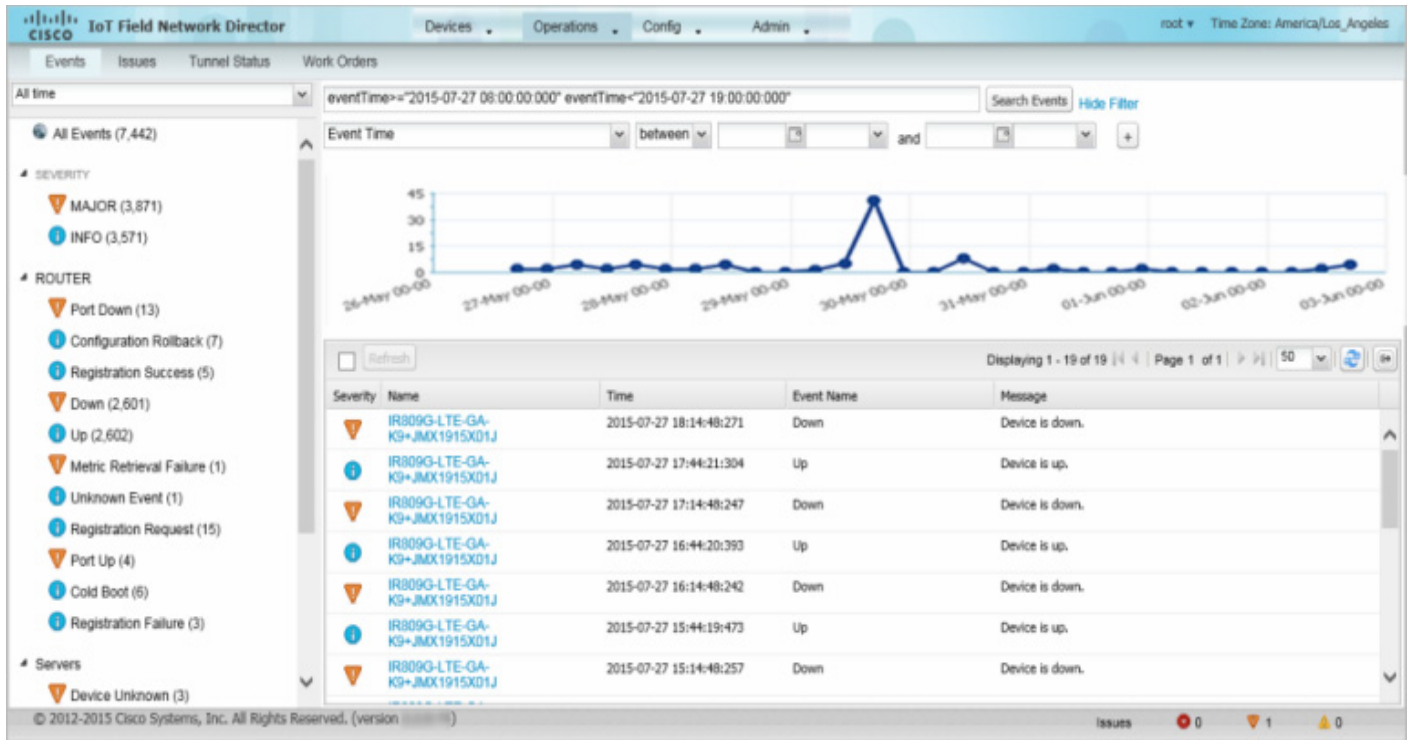 CISCO IoT Field Network Director Devices Operations Config Admin root Time Zone: America/Los_Angeles
Events Issues Tunnel Status Work Orders
All time
eventTime>="2015-07-27 08:00:00:000" eventTime<"2015-07-27 19:00:00:000" Search Events Hide Filter
All Events (7,442)
Event Time between and +
SEVERITY
MAJOR (3,871)
INFO (3,571)
ROUTER
Port Down (13)
Configuration Rollback (7)
Registration Success (5)
Down (2,601)
Up (2,602)
Metric Retrieval Failure (1)
Unknown Event (1)
Registration Request (15)
Port Up (4)
Cold Boot (6)
Registration Failure (3)
Servers
Device Unknown (3)
45
30
15
0
26-May 00-00 27-May 00-00 28-May 00-00 29-May 00-00 30-May 00-00 31-May 00-00 01-Jun 00-00 02-Jun 00-00 03-Jun 00-00
Refresh Displaying 1 - 19 of 19 Page 1 of 1 50
Severity Name Time Event Name Message
IR809G-LTE-GA- 2015-07-27 18:14:48:271 Down Device is down.
K9+JMX1915X01J
IR809G-LTE-GA- 2015-07-27 17:44:21:304 Up Device is up.
K9+JMX1915X01J
IR809G-LTE-GA- 2015-07-27 17:14:48:247 Down Device is down.
K9+JMX1915X01J
IR809G-LTE-GA- 2015-07-27 16:44:20:393 Up Device is up.
K9+JMX1915X01J
IR809G-LTE-GA- 2015-07-27 16:14:48:242 Down Device is down.
K9+JMX1915X01J
IR809G-LTE-GA- 2015-07-27 15:44:19:473 Up Device is up.
K9+JMX1915X01J
IR809G-LTE-GA- 2015-07-27 15:14:48:257 Down Device is down.
K9+JMX1915X01J
© 2012-2015 Cisco Systems, Inc. All Rights Reserved. (version ) Issues 0 1 0